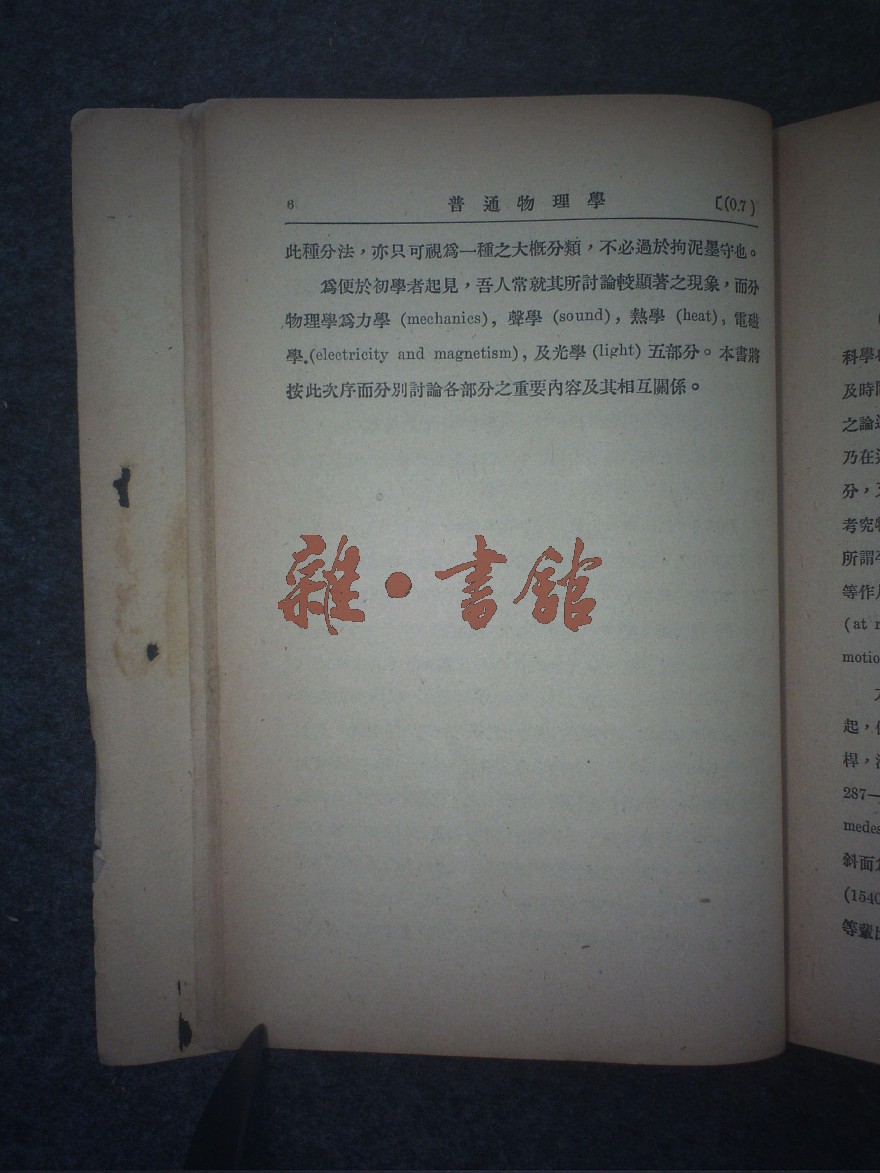 6 普通物理學 〔(0.7)
此種分法，亦只可視爲一種之大概分類，不必過於拘泥墨守也。
爲便於初學者起見，吾人常就其所討論較顯著之現象，而分
物理學爲力學 (mechanics), 聲學 (sound), 熱學 (heat), 電磁
學 (electricity and magnetism), 及光學 (light) 五部分。本書將
按此次序而分別討論各部分之重要內容及其相互關係。
雜·書館
科學
及時間
之論
乃在
分，
考究物
所謂
等作
(at r
motio
起，
桿，
287—
medes
斜面
(1540
等輩出